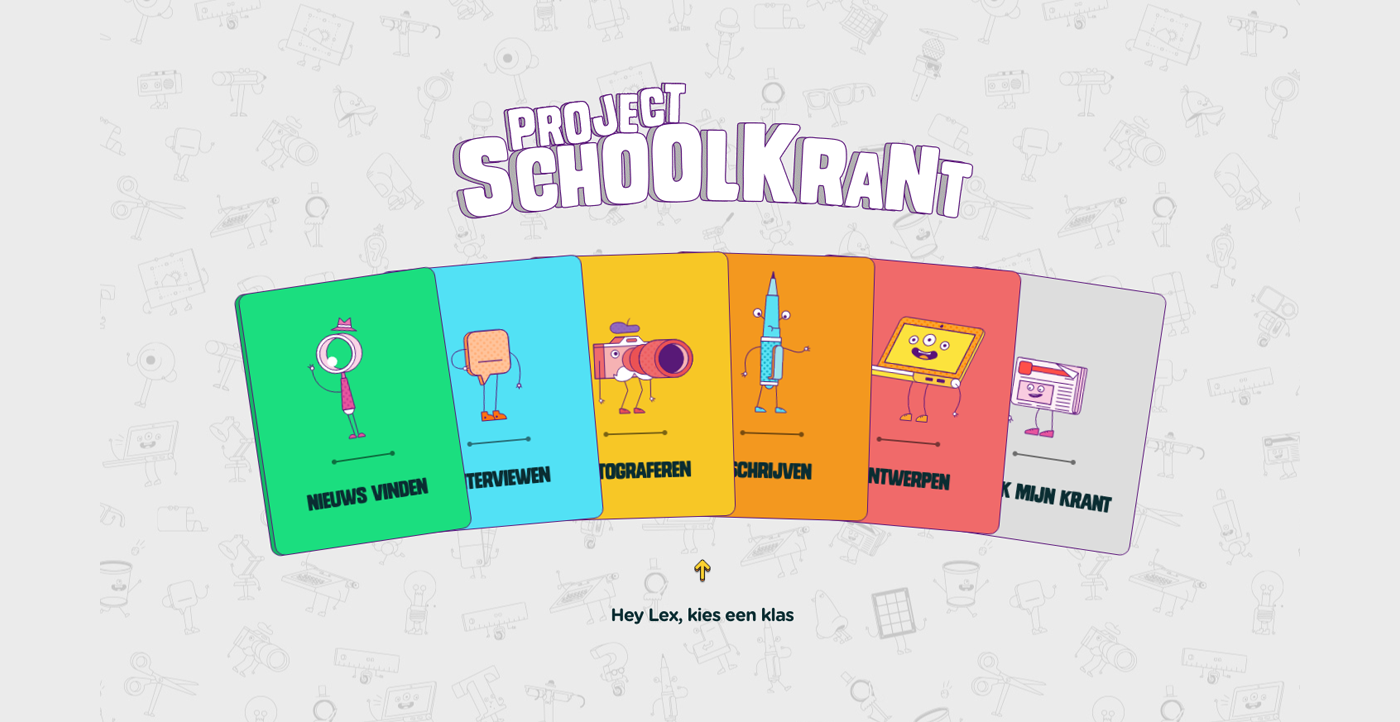 PROJECT
SCHOOLKRANT
NIEUWS VINDEN
TERVIEWEN
TOGRAFEREN
SCHRIJVEN
NTWERPEN
K MIJN KRANT
Hey Lex, kies een klas